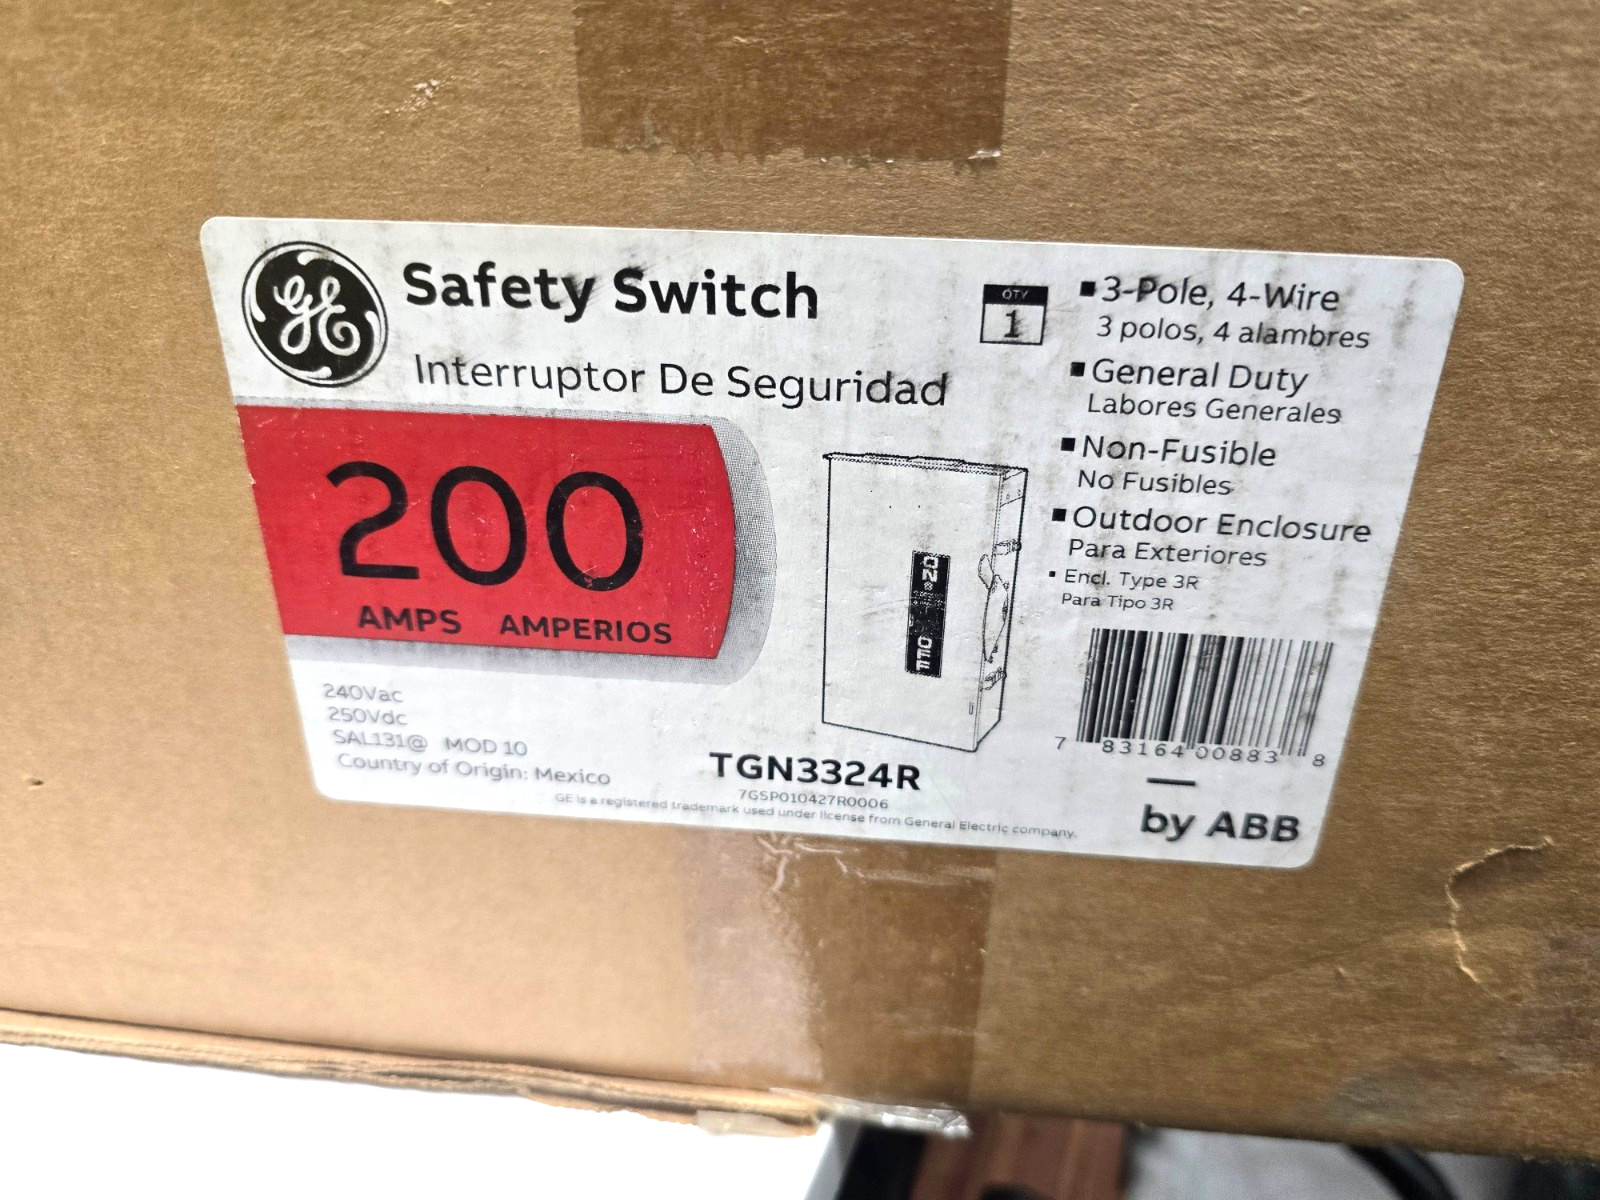 GE
Safety Switch
Interruptor De Seguridad
200
AMPS AMPERIOS
240Vac
250Vdc
SAL131@ MOD 10
Country of Origin: Mexico
QTY
1
ON
OFF
TGN3324R
7GSP010427R0006
GE is a registered trademark used under license from General Electric company.
▪3-Pole, 4-Wire
3 polos, 4 alambres
▪General Duty
Labores Generales
▪Non-Fusible
No Fusibles
▪Outdoor Enclosure
Para Exteriores
▪ Encl. Type 3R
Para Tipo 3R
7 83164 00883 8
by ABB